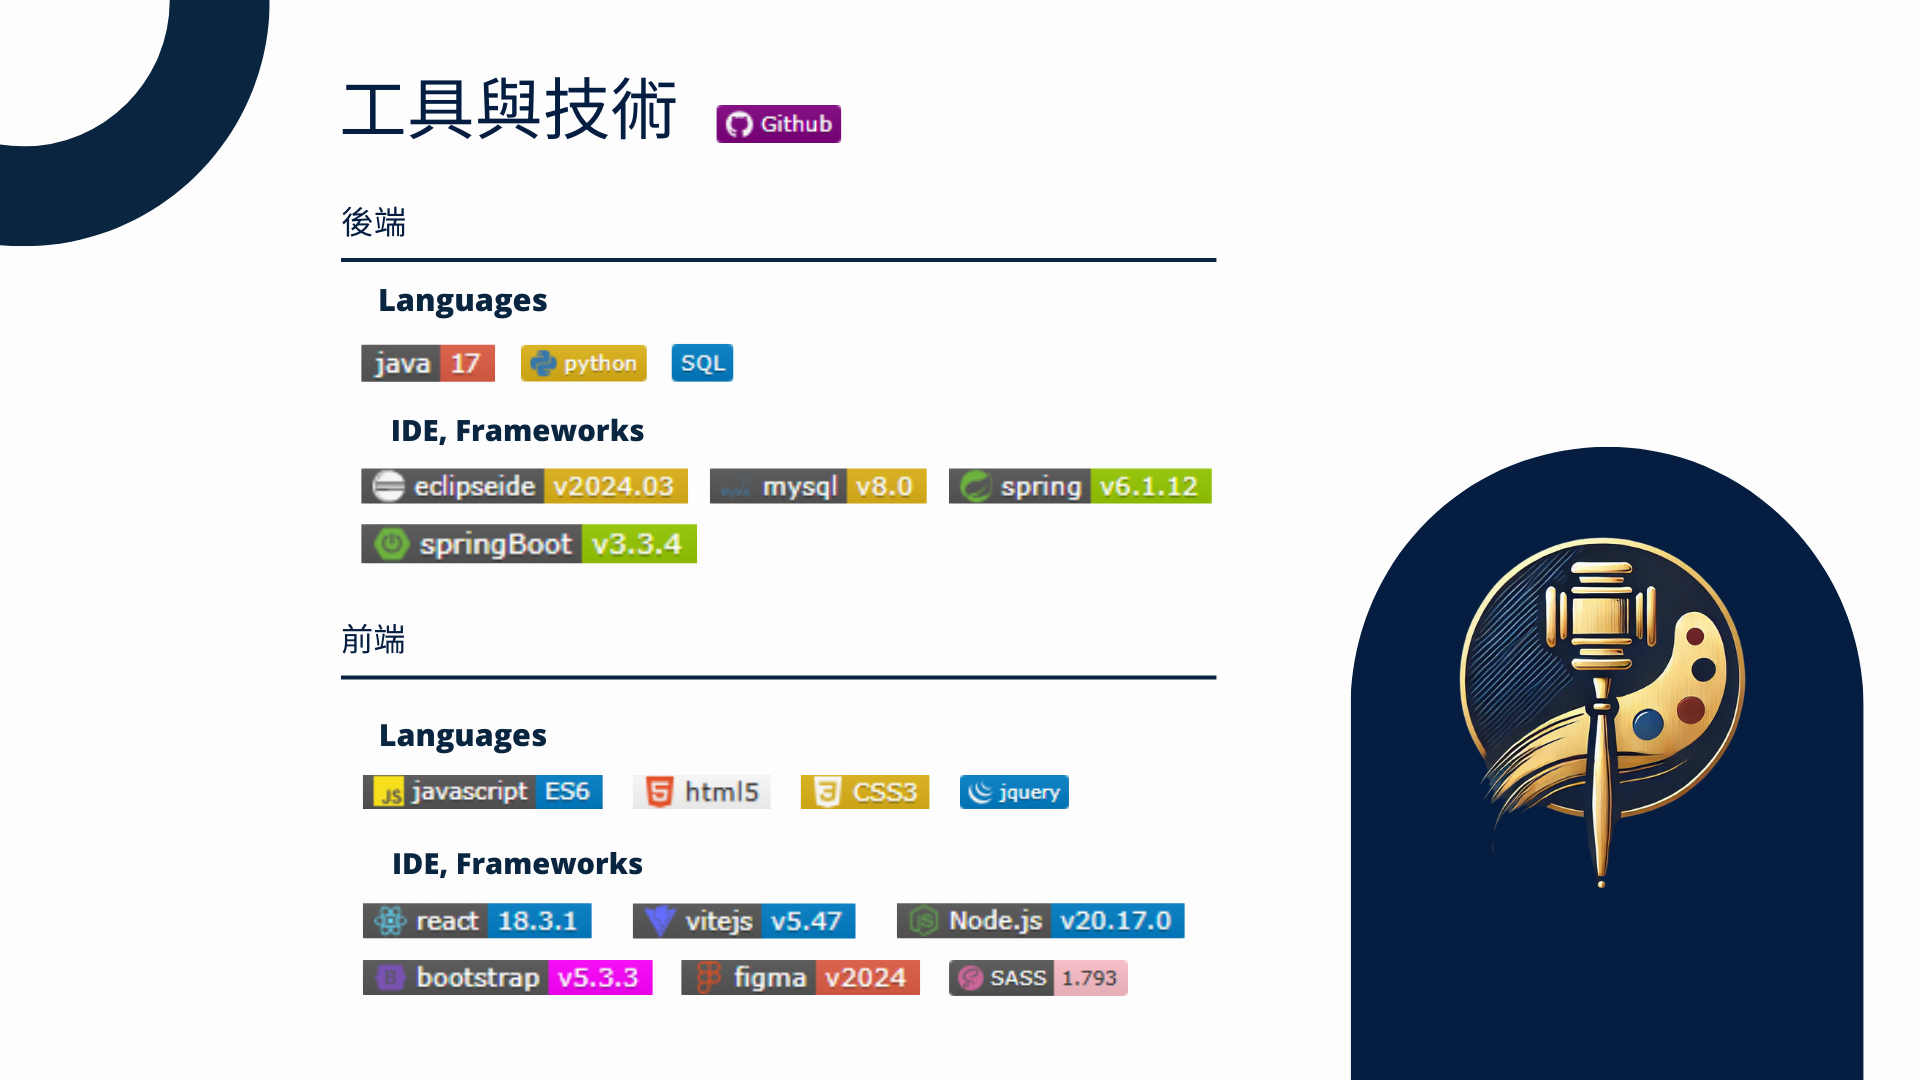 工具與技術 Github
後端
Languages
java 17 python SQL
IDE, Frameworks
eclipseide v2024.03 mysql v8.0 spring v6.1.12
springBoot v3.3.4
前端
Languages
JS javascript ES6 5 html5 3 CSS3 jquery
IDE, Frameworks
react 18.3.1 vitejs v5.47 JS Node.js v20.17.0
B bootstrap v5.3.3 figma v2024 SASS 1.793